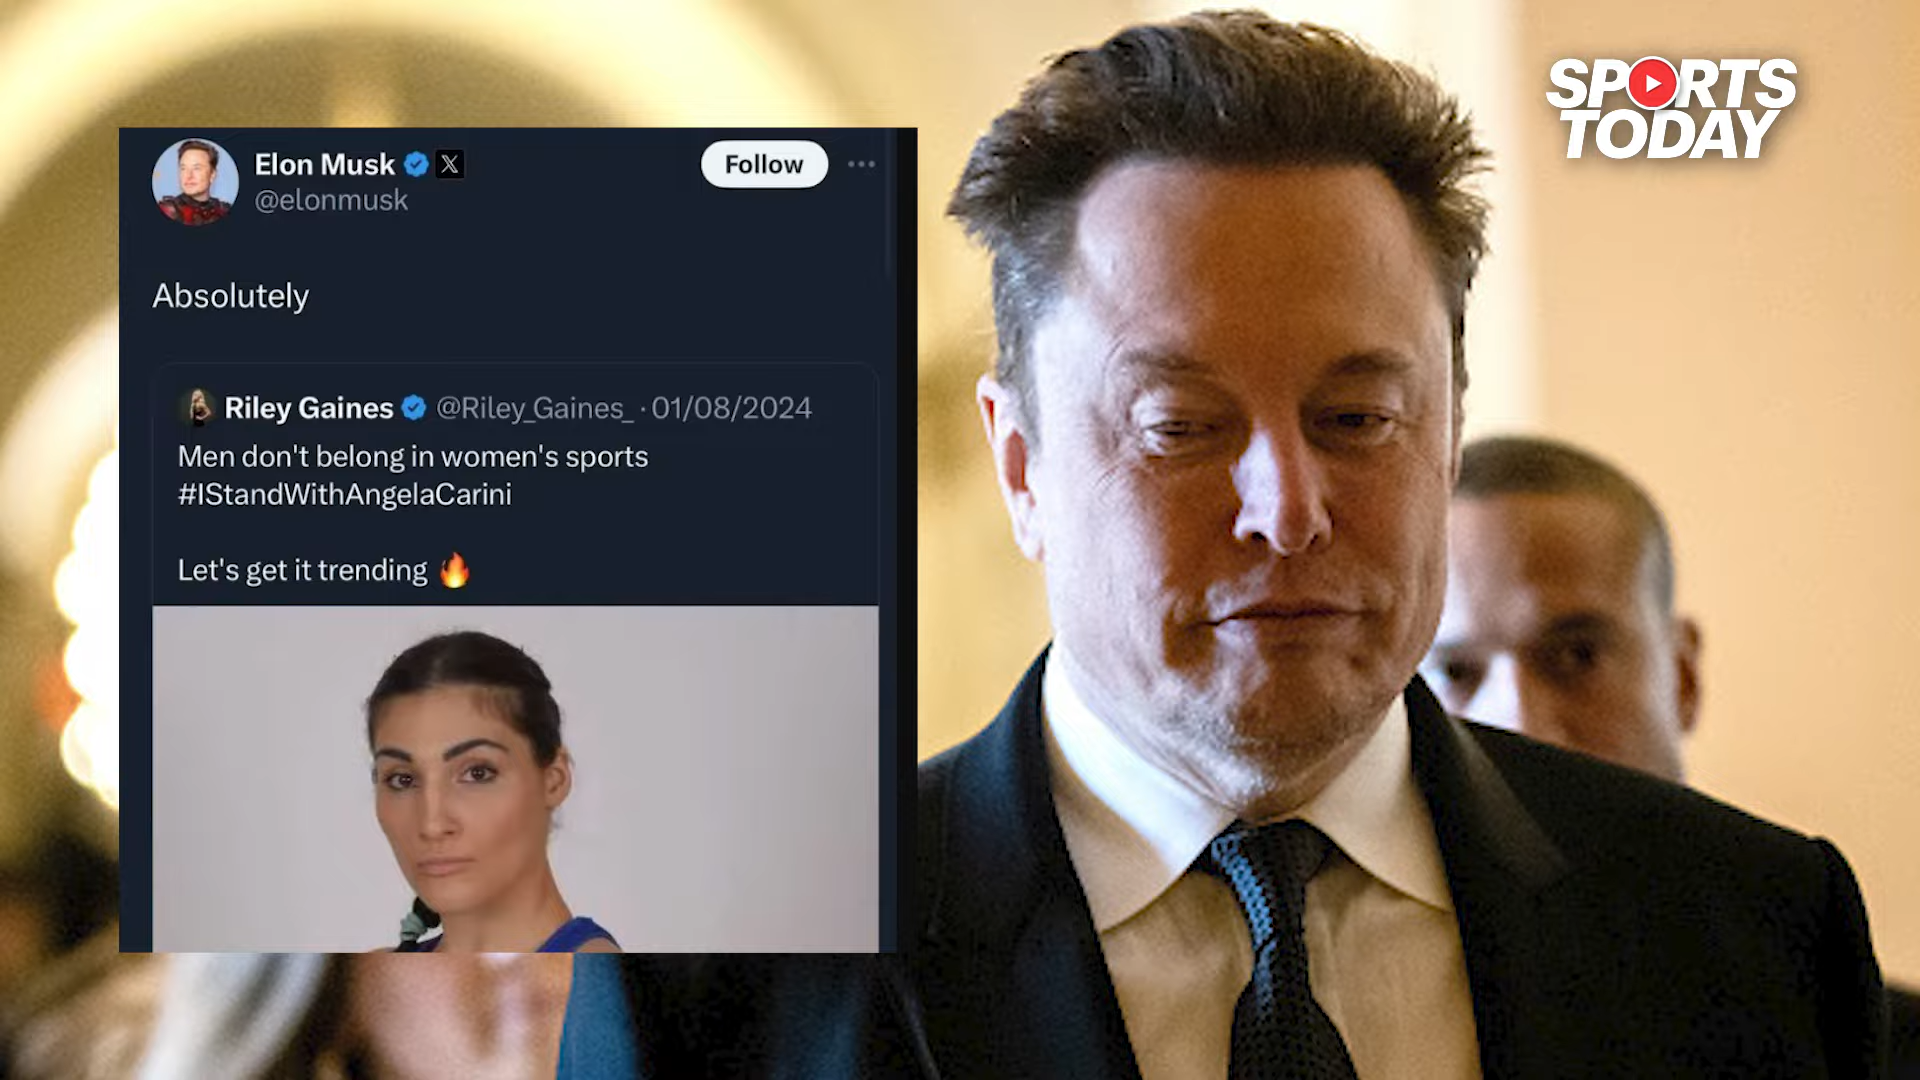 SPORTS
TODAY
Elon Musk X
@elonmusk
Follow
Absolutely
Riley Gaines @Riley_Gaines_ · 01/08/2024
Men don't belong in women's sports
#IStandWithAngelaCarini
Let's get it trending 🔥